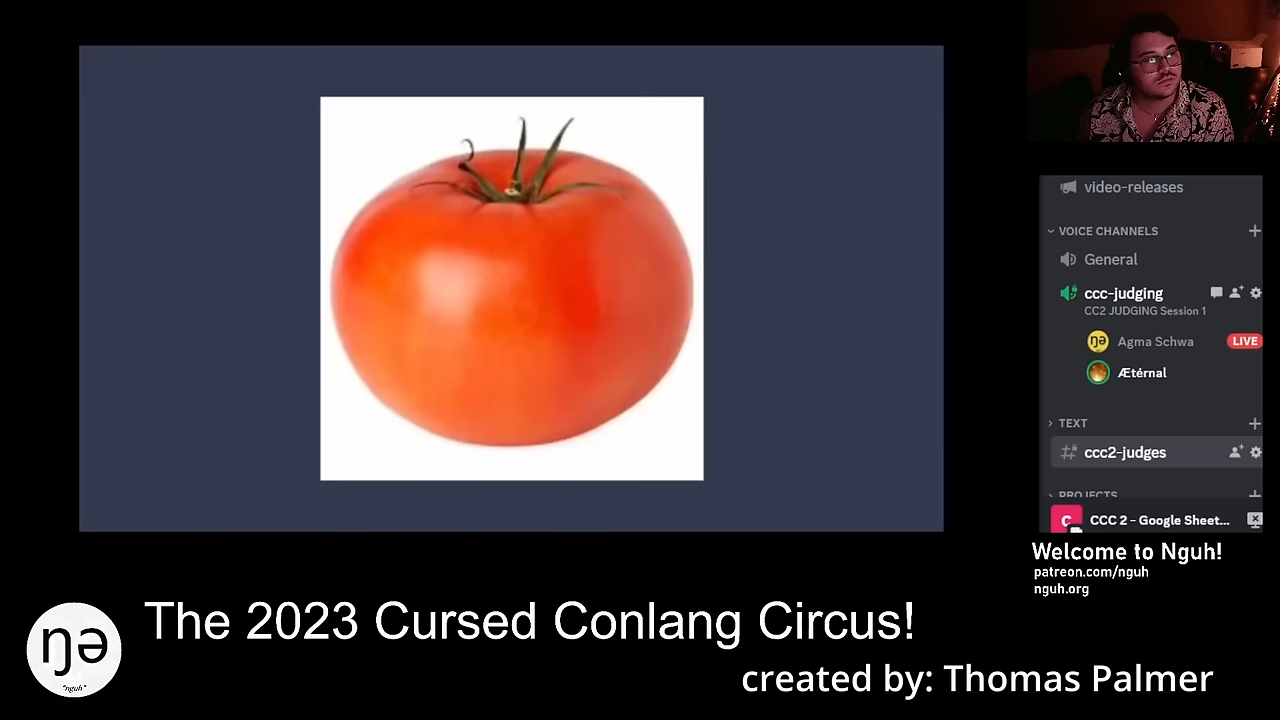 video-releases
VOICE CHANNELS
General
ccc-judging
CC2 JUDGING Session 1
ŋə Agma Schwa LIVE
Ætérnal
TEXT
ccc2-judges
PROJECTS
C CCC 2 - Google Sheet...
Welcome to Nguh!
patreon.com/nguh
nguh.org
ŋə
"nguh"
The 2023 Cursed Conlang Circus!
created by: Thomas Palmer